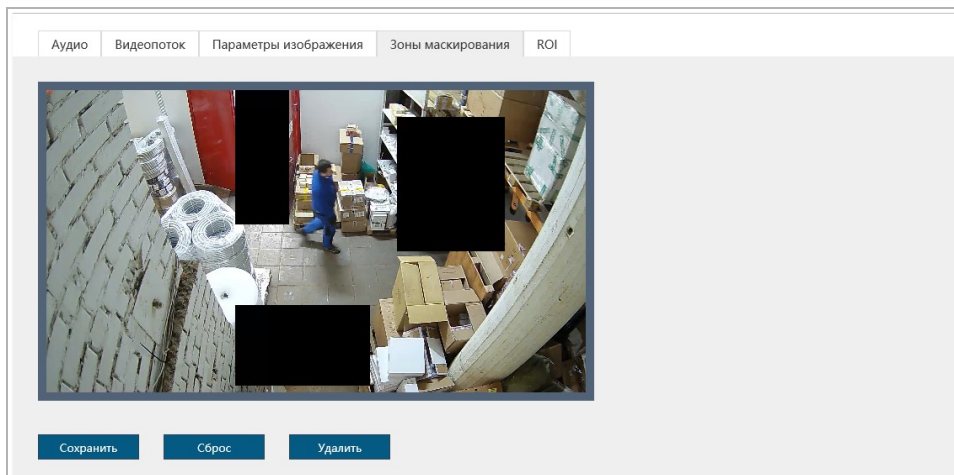 Аудио
Видеопоток
Параметры изображения
Зоны маскирования
ROI
Сохранить
Сброс
Удалить